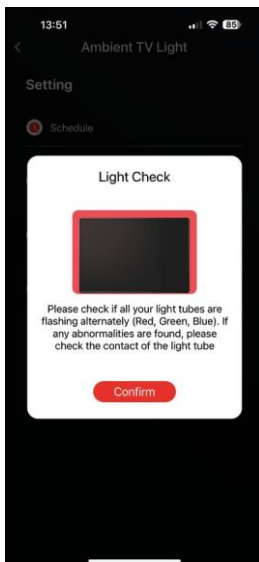 13:51
85
Ambient TV Light
Setting
Schedule
Light Check
Please check if all your light tubes are
flashing alternately (Red, Green, Blue). If
any abnormalities are found, please
check the contact of the light tube
Confirm